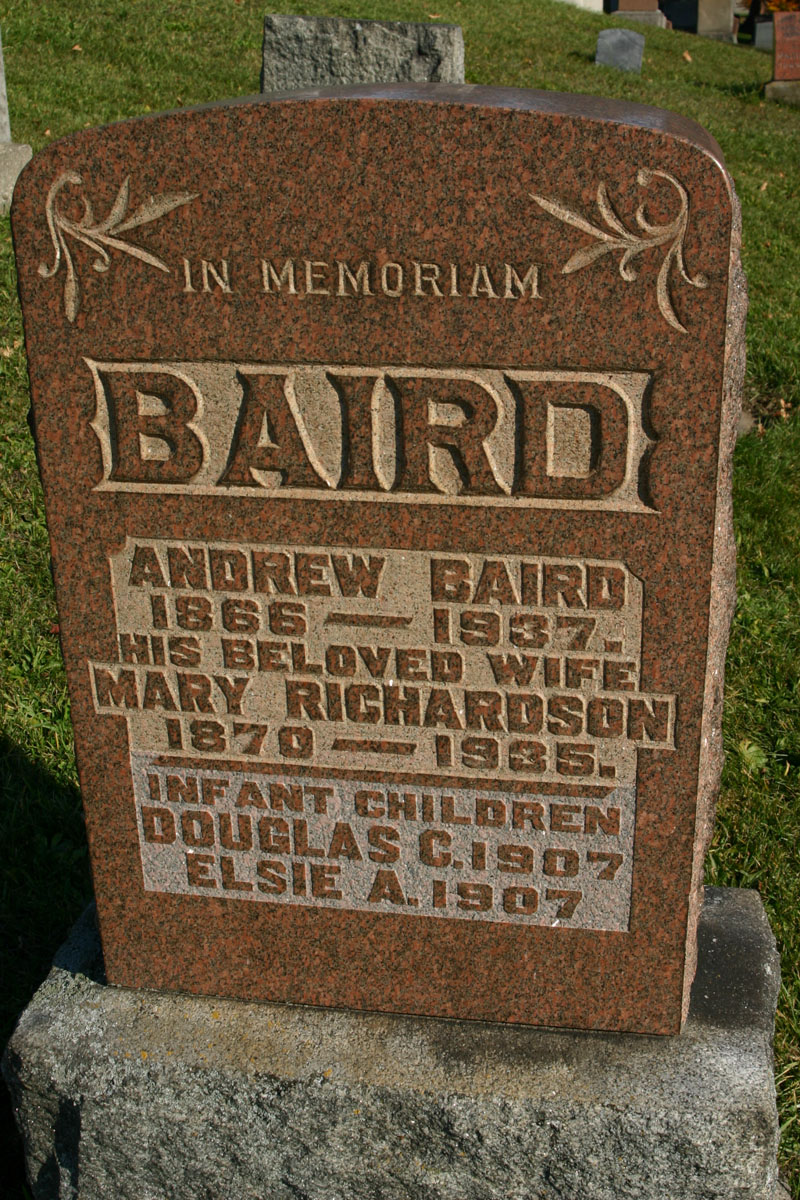 IN MEMORIAM
BAIRD
ANDREW BAIRD
1866 — 1937.
HIS BELOVED WIFE
MARY RICHARDSON
1870 — 1935.
INFANT CHILDREN
DOUGLAS C. 1907
ELSIE A. 1907